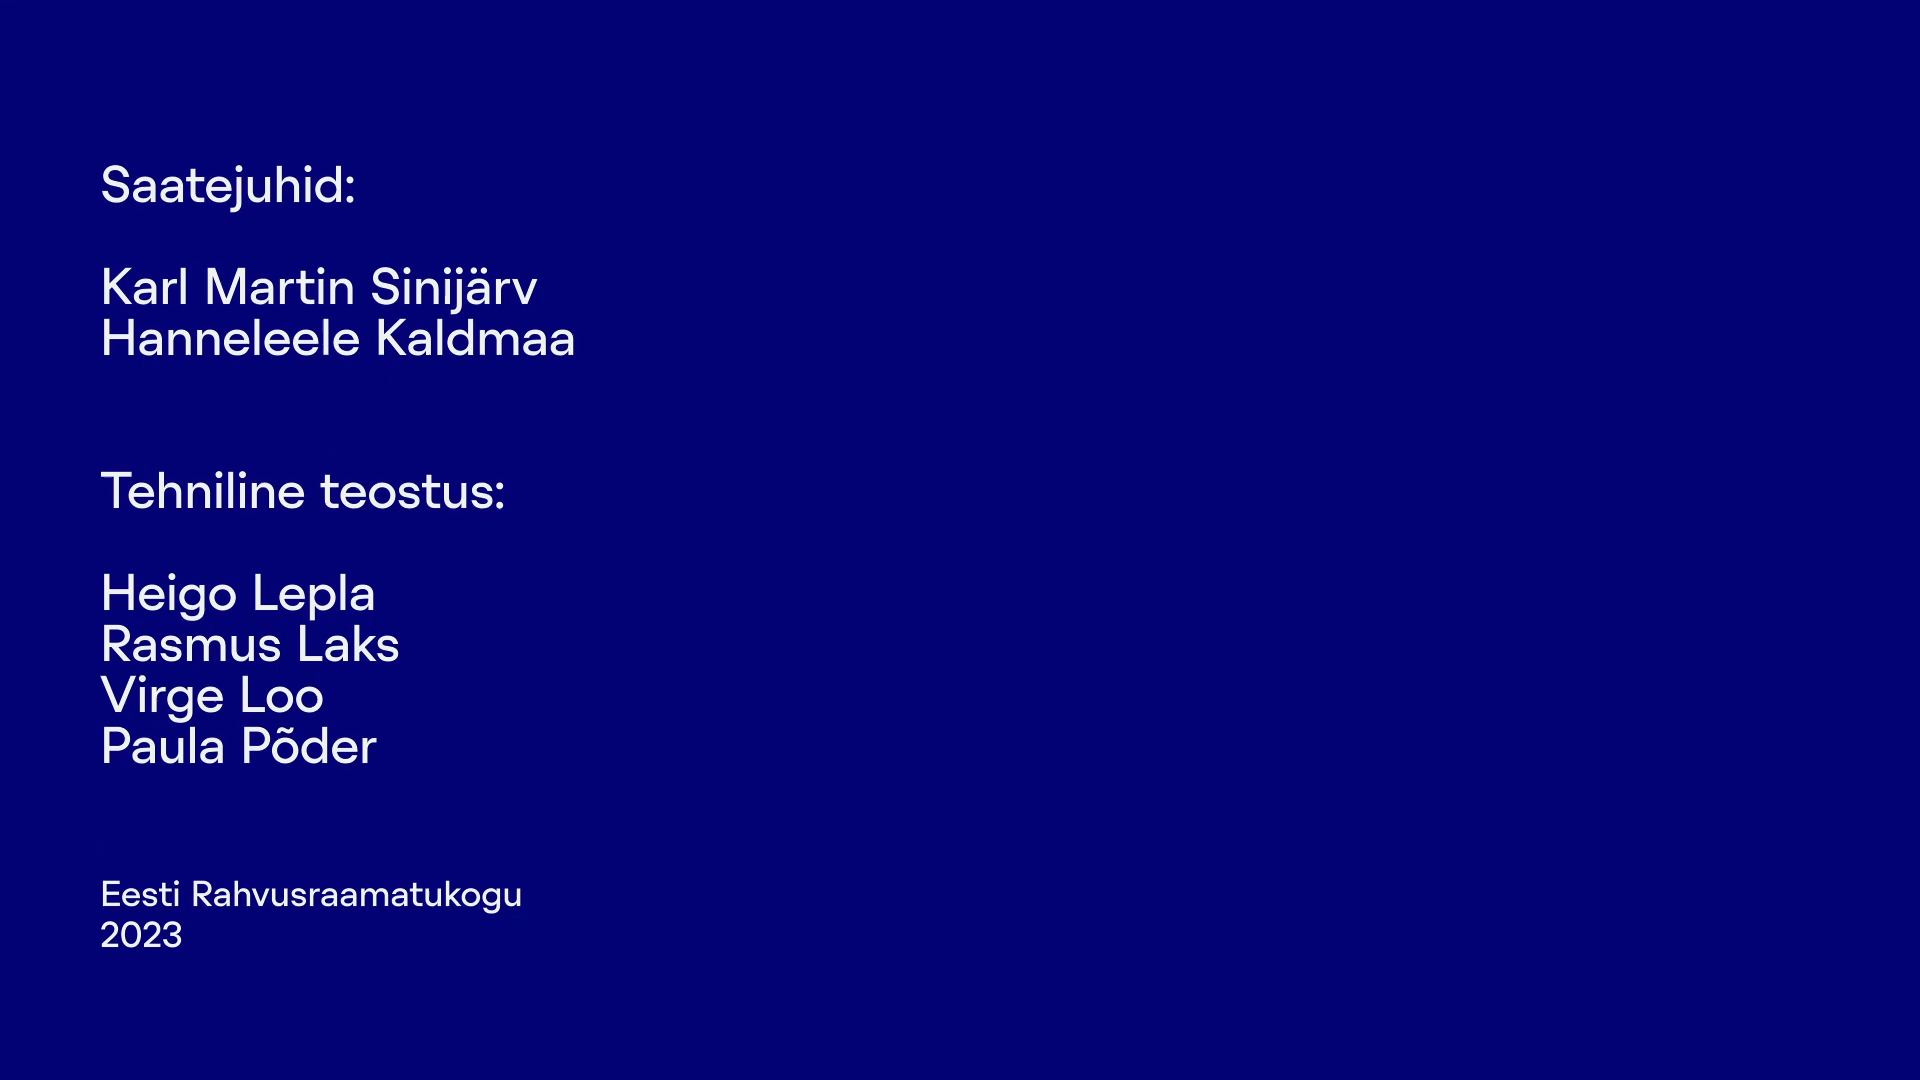 Saatejuhid:
Karl Martin Sinijärv
Hanneleele Kaldmaa
Tehniline teostus:
Heigo Lepla
Rasmus Laks
Virge Loo
Paula Põder
Eesti Rahvusraamatukogu
2023